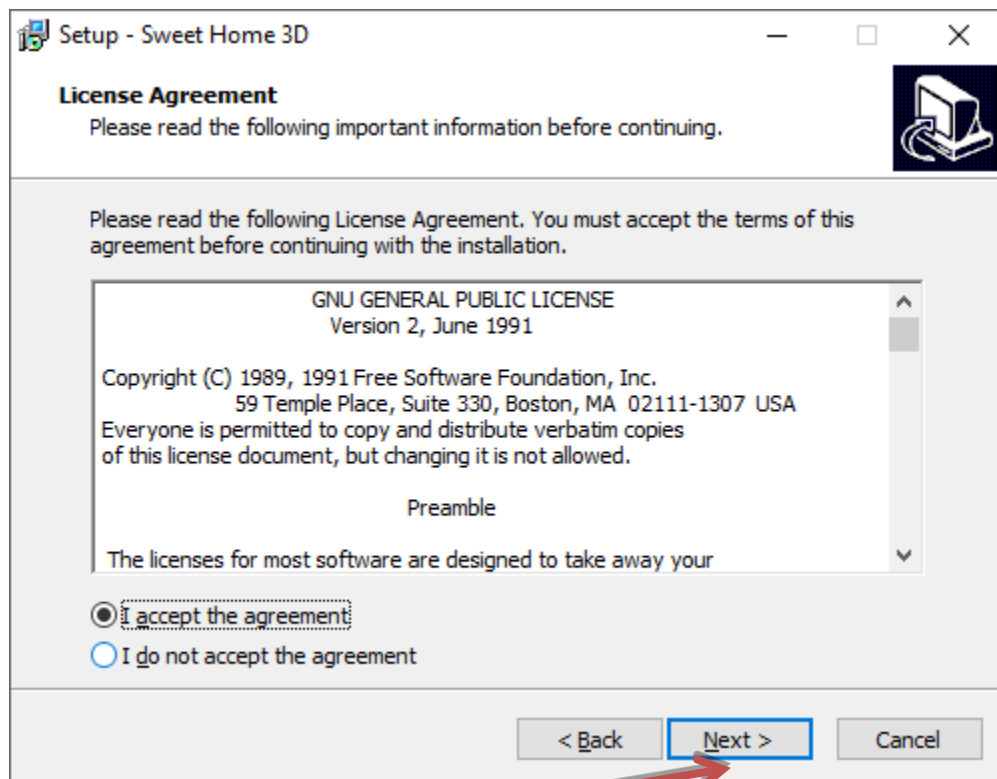 Setup - Sweet Home 3D
License Agreement
Please read the following important information before continuing.
Please read the following License Agreement. You must accept the terms of this
agreement before continuing with the installation.
GNU GENERAL PUBLIC LICENSE
Version 2, June 1991
Copyright (C) 1989, 1991 Free Software Foundation, Inc.
59 Temple Place, Suite 330, Boston, MA 02111-1307 USA
Everyone is permitted to copy and distribute verbatim copies
of this license document, but changing it is not allowed.
Preamble
The licenses for most software are designed to take away your
I accept the agreement
I do not accept the agreement
< Back Next > Cancel